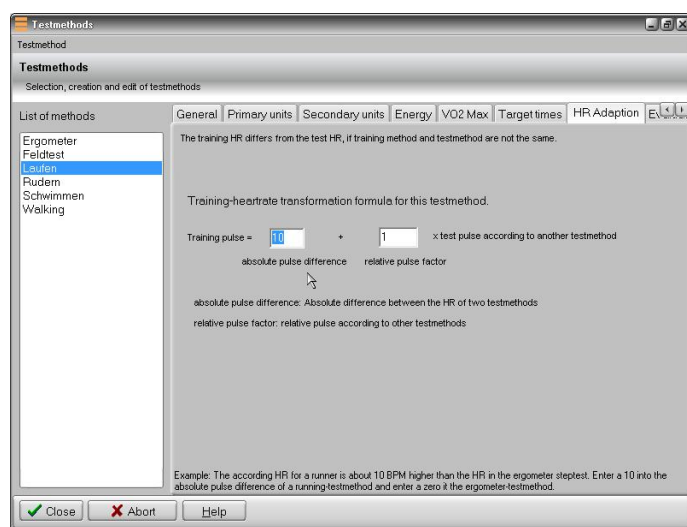 Testmethods
Testmethod
Testmethods
Selection, creation and edit of testmethods
List of methods
General Primary units Secondary units Energy VO2 Max Target times HR Adaption
Ergometer
Feldtest
Laufen
Rudern
Schwimmen
Walking
The training HR differs from the test HR, if training method and testmethod are not the same.
Training-heartrate transformation formula for this testmethod.
Training pulse = 10 + 1 x test pulse according to another testmethod
absolute pulse difference relative pulse factor
absolute pulse difference: Absolute difference between the HR of two testmethods
relative pulse factor: relative pulse according to other testmethods
Example: The according HR for a runner is about 10 BPM higher than the HR in the ergometer steptest. Enter a 10 into the
absolute pulse difference of a running-testmethod and enter a zero it the ergometer-testmethod.
Close Abort Help